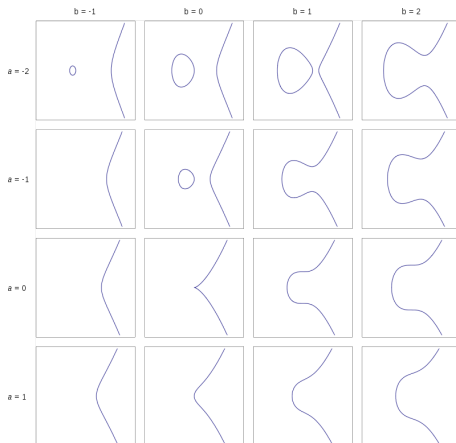 b = -1 b = 0 b = 1 b = 2
a = -2
a = -1
a = 0
a = 1